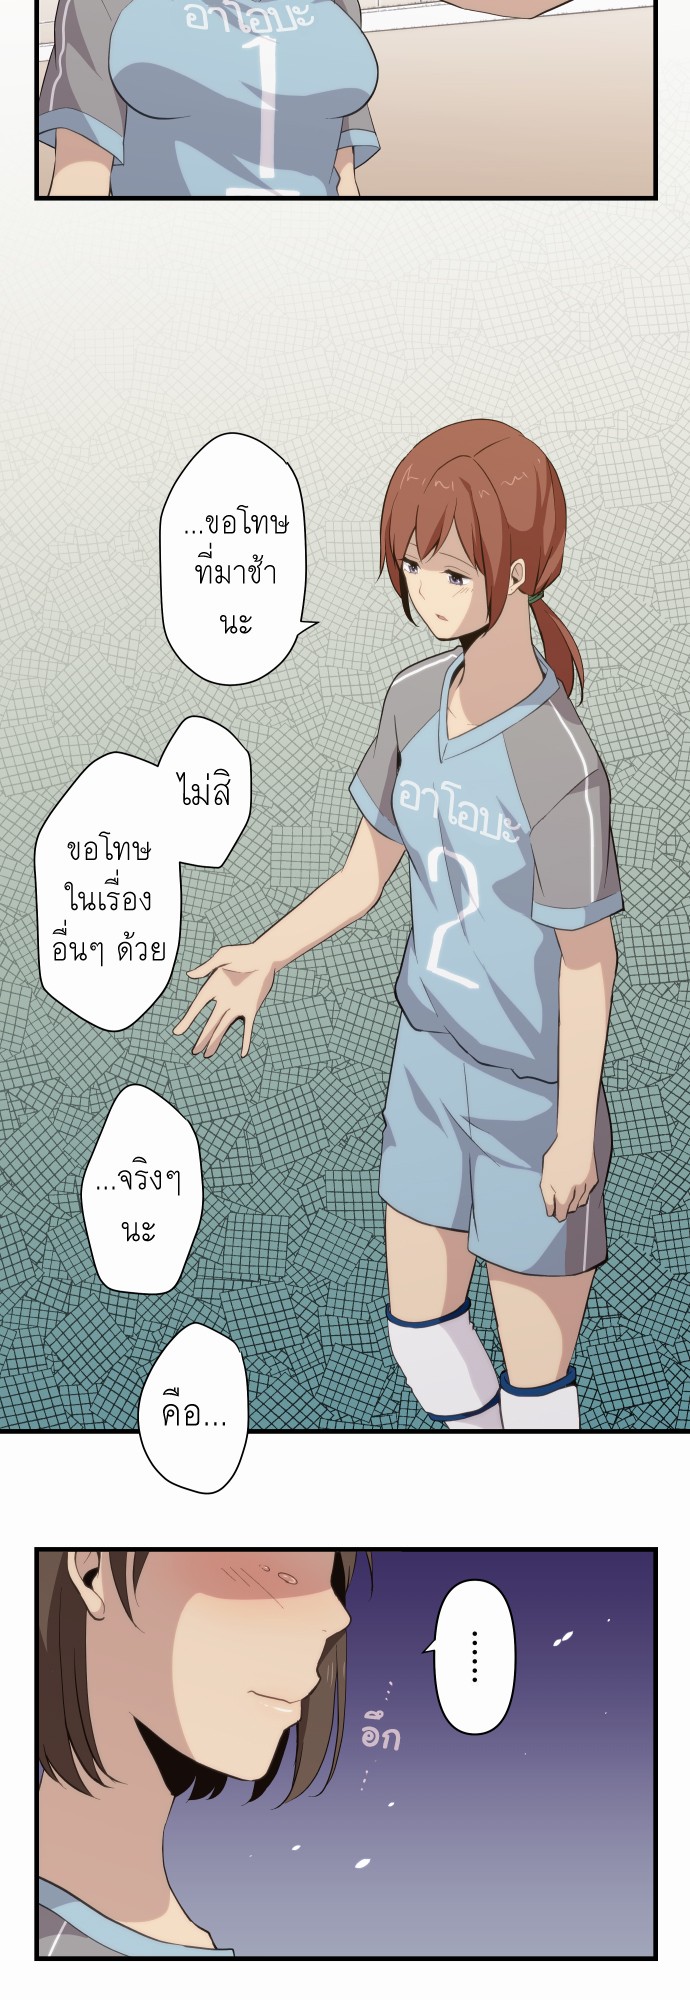 อาโอบะ
1
...ขอโทษ
ที่มาช้า
นะ
ไม่สิ
ขอโทษ
ในเรื่อง
อื่นๆ ด้วย
อาโอบะ
2
...จริงๆ
นะ
คือ...
........
อึก